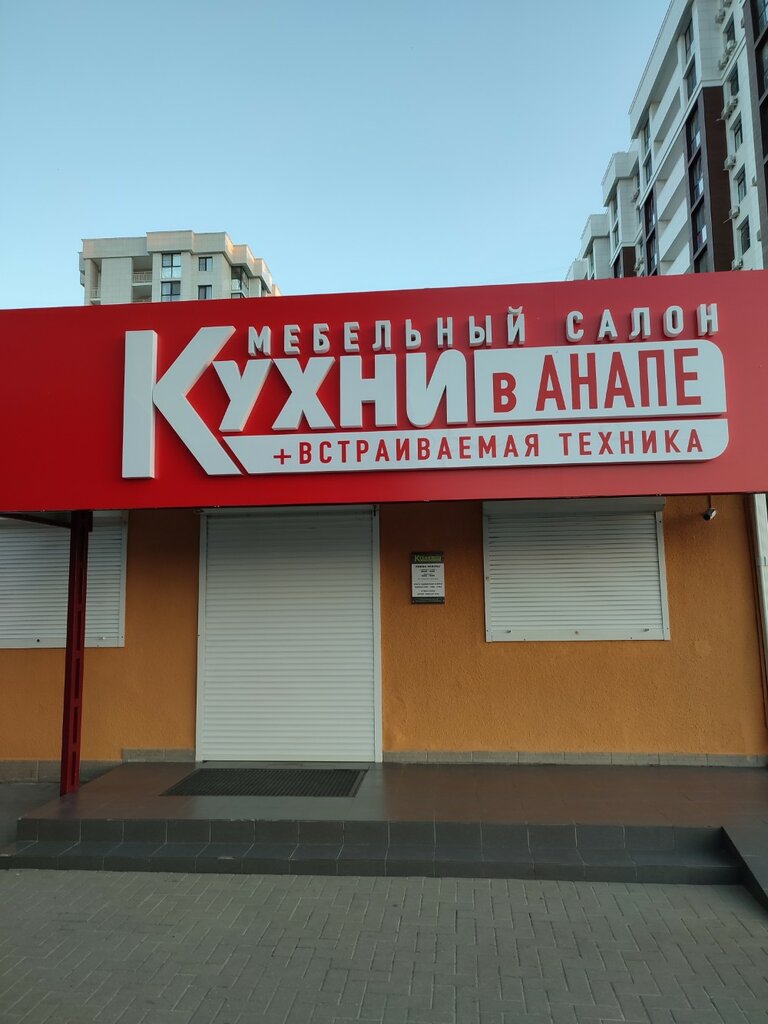 МЕБЕЛЬНЫЙ САЛОН
КУХНИ В АНАПЕ
+ВСТРАИВАЕМАЯ ТЕХНИКА